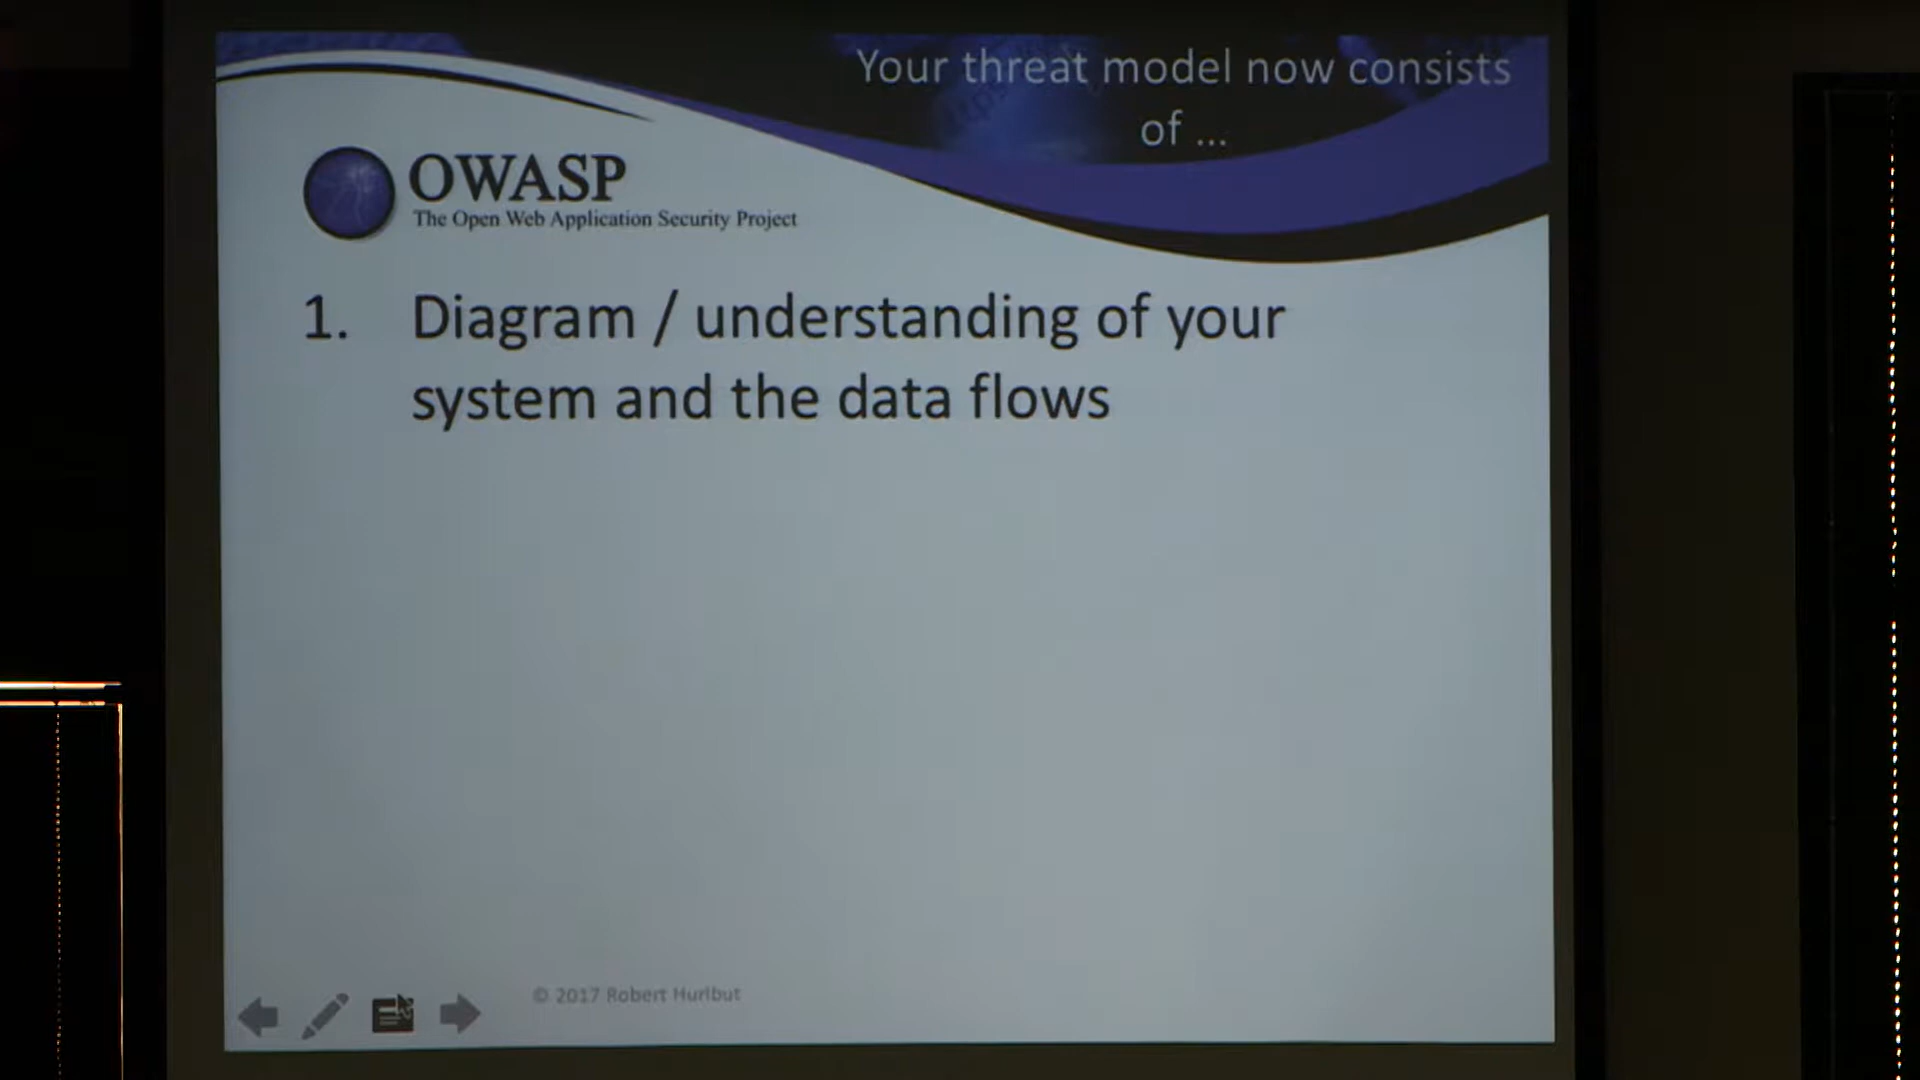 Your threat model now consists
of ...
OWASP
The Open Web Application Security Project
1. Diagram / understanding of your
system and the data flows
© 2017 Robert Hurlbut